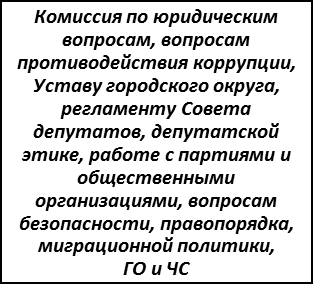 Комиссия по юридическим
вопросам, вопросам
противодействия коррупции,
Уставу городского округа,
регламенту Совета
депутатов, депутатской
этике, работе с партиями и
общественными
организациями, вопросам
безопасности, правопорядка,
миграционной политики,
ГО и ЧС